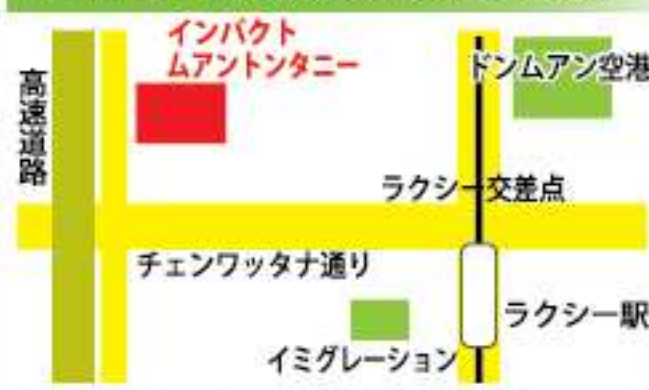 インパクト
ムアントンタニー
ドンムアン空港
高速道路
ラクシー交差点
チェンワッタナ通り
ラクシー駅
イミグレーション